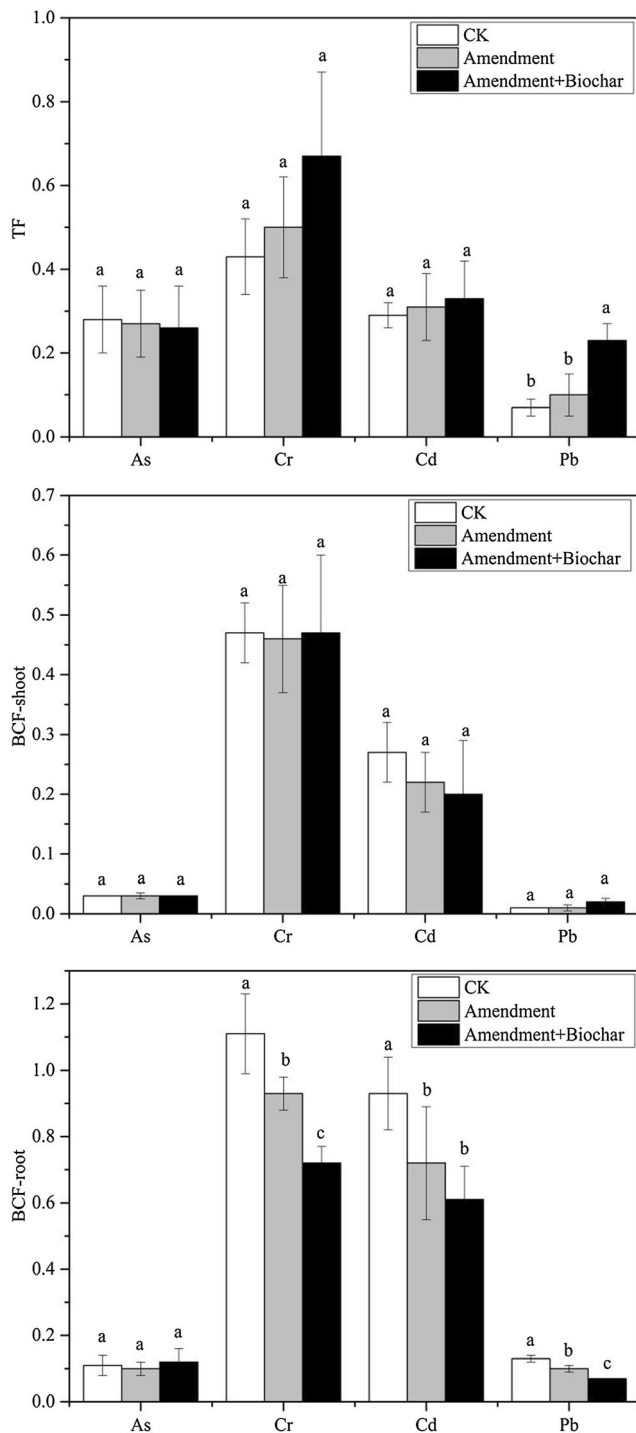 1.0
0.8
0.6
0.4
0.2
0.0
TF
CK
Amendment
Amendment+Biochar
a a a
a a a
a a a
b b a
As Cr Cd Pb
0.7
0.6
0.5
0.4
0.3
0.2
0.1
0.0
BCF-shoot
CK
Amendment
Amendment+Biochar
a a a
a a a
a a a
a a a
As Cr Cd Pb
1.2
1.0
0.8
0.6
0.4
0.2
0.0
BCF-root
CK
Amendment
Amendment+Biochar
a a a
a b c
a b b
a b c
As Cr Cd Pb